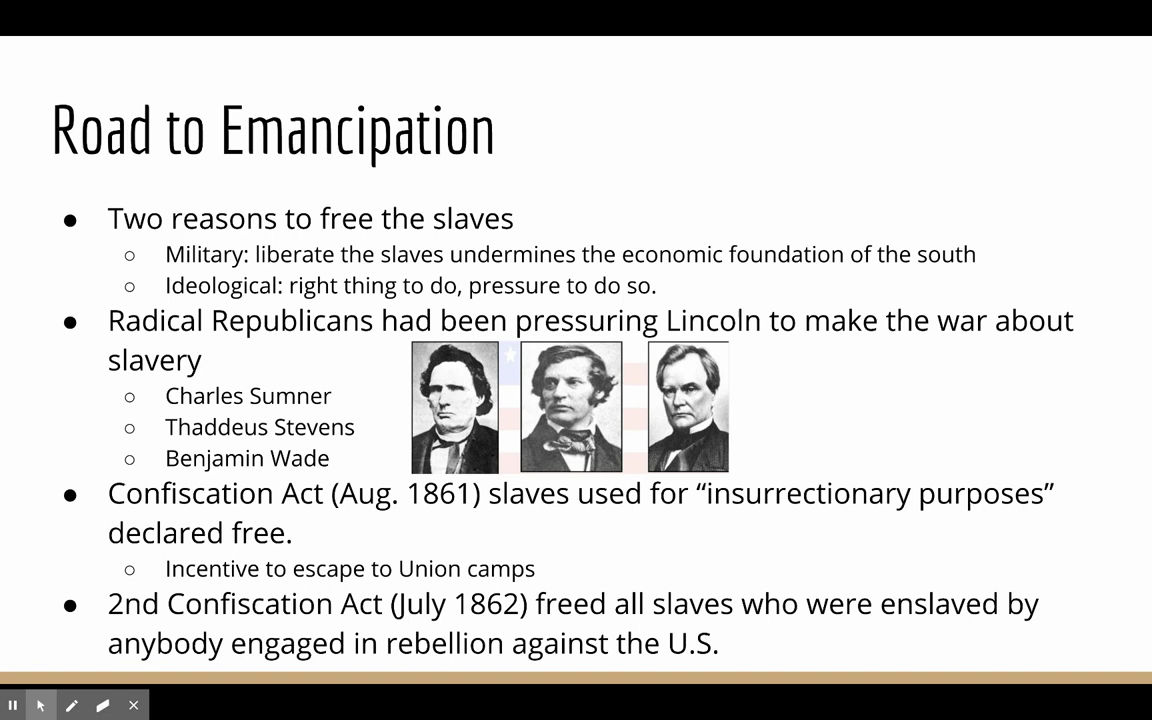 Road to Emancipation
● Two reasons to free the slaves
○ Military: liberate the slaves undermines the economic foundation of the south
○ Ideological: right thing to do, pressure to do so.
● Radical Republicans had been pressuring Lincoln to make the war about
slavery
○ Charles Sumner
○ Thaddeus Stevens
○ Benjamin Wade
● Confiscation Act (Aug. 1861) slaves used for “insurrectionary purposes”
declared free.
○ Incentive to escape to Union camps
● 2nd Confiscation Act (July 1862) freed all slaves who were enslaved by
anybody engaged in rebellion against the U.S.